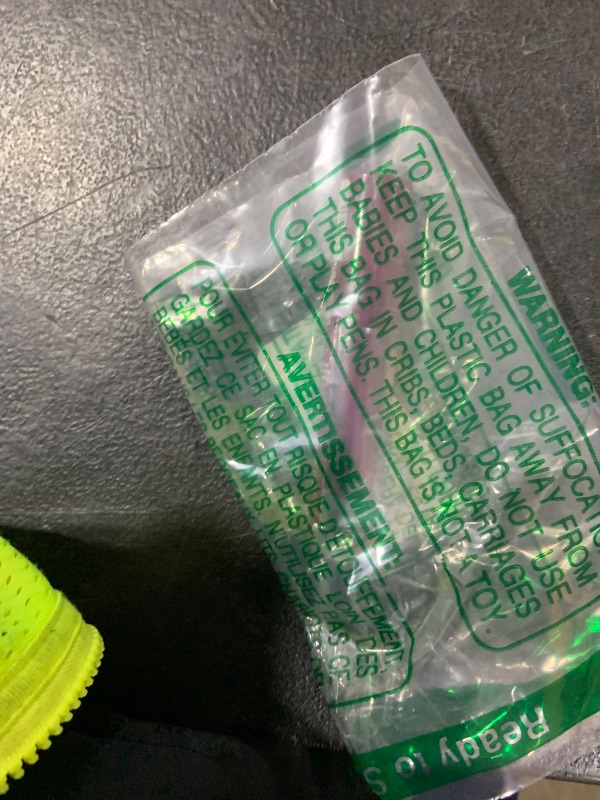 WARNING:
TO AVOID DANGER OF SUFFOCATIO
KEEP THIS PLASTIC BAG AWAY FROM
BABIES AND CHILDREN, DO NOT USE
THIS BAG IN CRIBS, BEDS, CARRIAGES
OR PLAY PENS. THIS BAG IS NOT A TOY.
AVERTISSEMENT:
POUR ÉVITER TOUT RISQUE D'ÉTOUFFEMENT,
GARDEZ CE SAC EN PLASTIQUE LOIN DES
BÉBÉS ET LES ENFANTS, N'UTILISEZ PAS CE
Ready to S